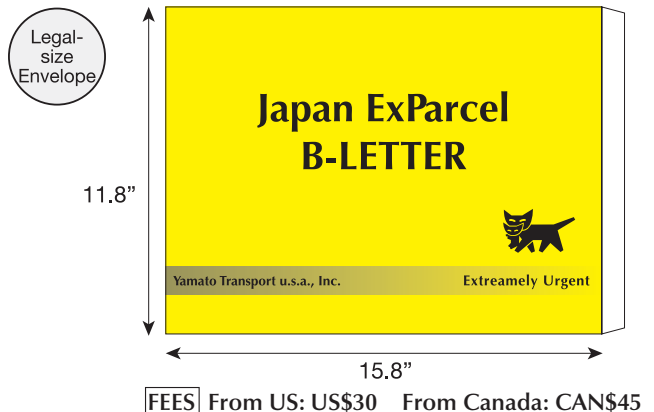 Legal-
size
Envelope
Japan ExParcel
B-LETTER
11.8”
Yamato Transport u.s.a., Inc. Extreamely Urgent
15.8”
FEES From US: US$30 From Canada: CAN$45